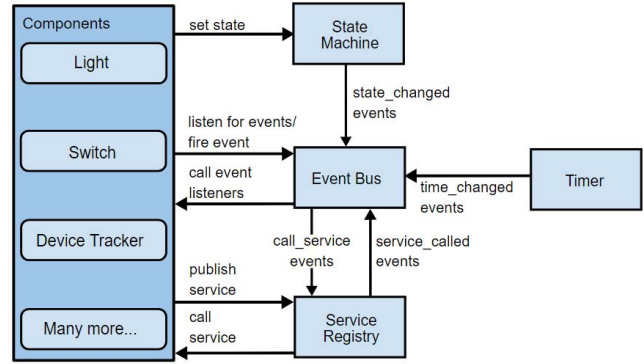 Components
Light
Switch
Device Tracker
Many more...
set state
State
Machine
state_changed
events
listen for events/
fire event
call event
listeners
Event Bus
time_changed
events
Timer
call_service
events
service_called
events
publish
service
call
service
Service
Registry